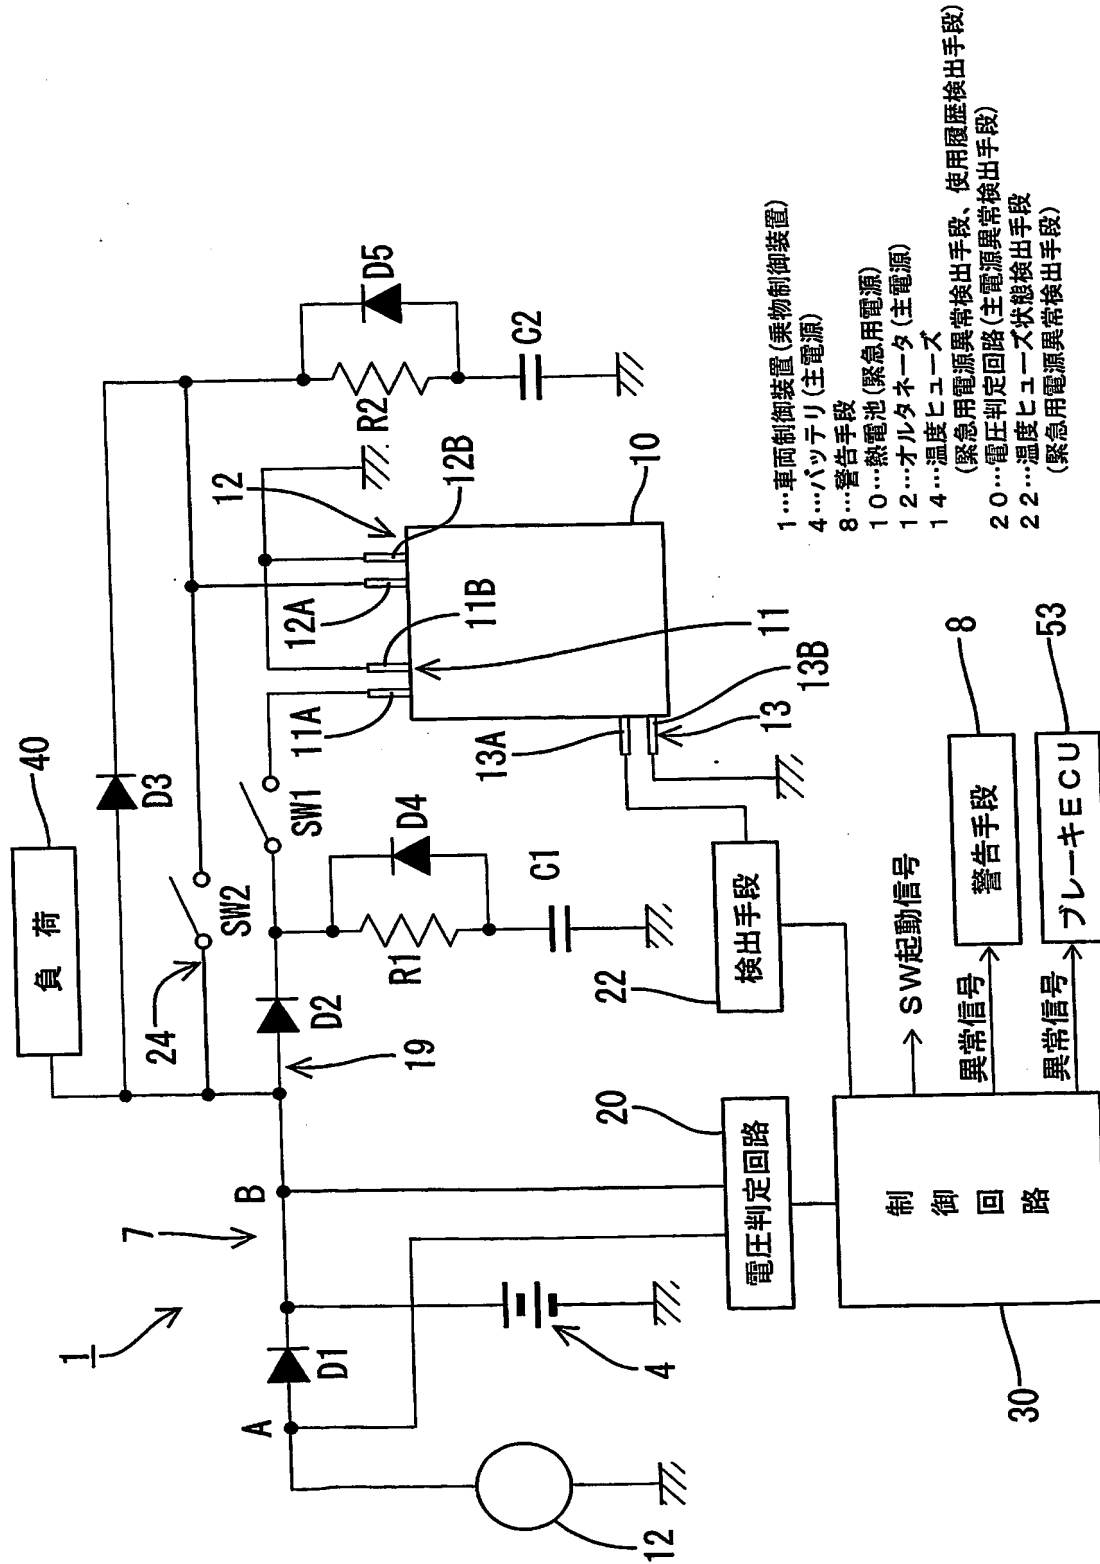 1
7
A
D1
B
12
4
負荷
40
24
SW2
D3
19
D2
SW1
R1
D4
C1
11A
11B
11
12A
12
12B
10
R2
D5
C2
13A
13B
13
電圧判定回路
20
検出手段
22
制御回路
30
SW起動信号
異常信号
警告手段
8
異常信号
ブレーキECU
53
1…車両制御装置(乗物制御装置)
4…バッテリ(主電源)
8…警告手段
10…熱電池(緊急用電源)
12…オルタネータ(主電源)
14…温度ヒューズ
(緊急用電源異常検出手段、使用履歴検出手段)
20…電圧判定回路(主電源異常検出手段)
22…温度ヒューズ状態検出手段
(緊急用電源異常検出手段)